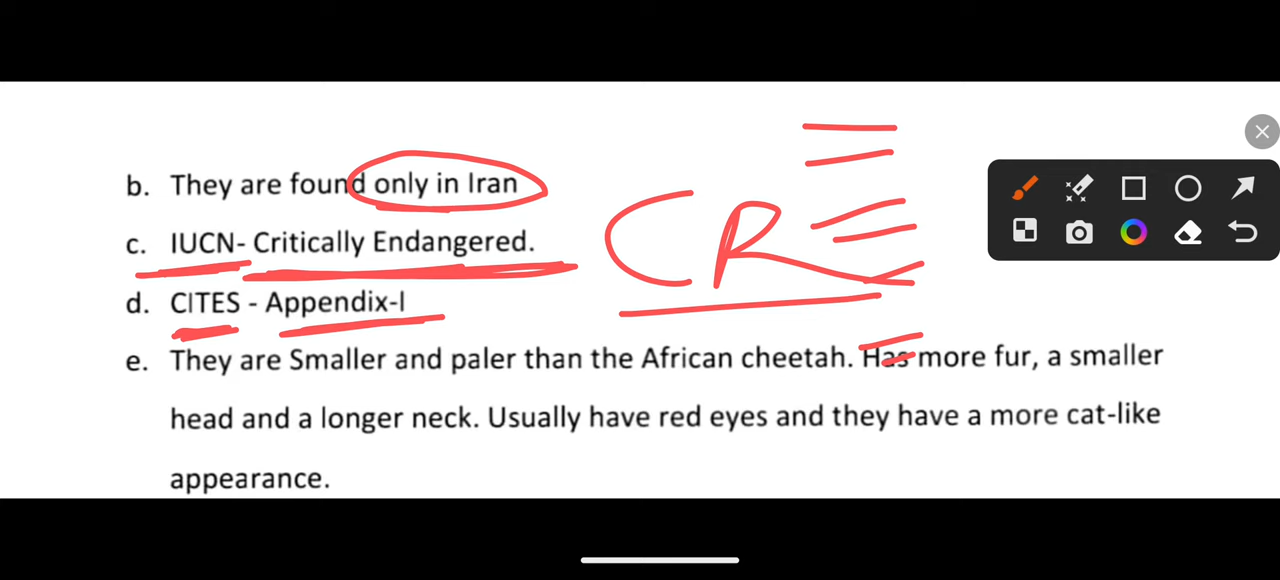 b. They are found only in Iran
c. IUCN- Critically Endangered.
CR
d. CITES - Appendix-I
e. They are Smaller and paler than the African cheetah. Has more fur, a smaller
head and a longer neck. Usually have red eyes and they have a more cat-like
appearance.